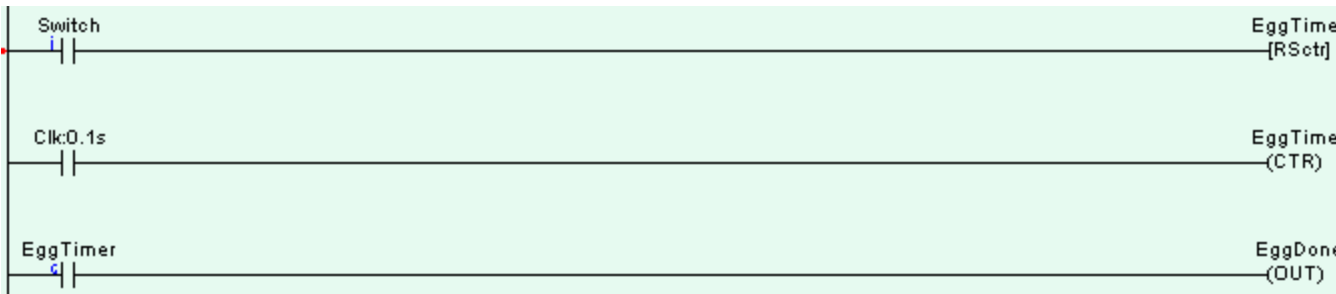 Switch EggTime
i [RSctr]
Clk:0.1s EggTime
(CTR)
EggTimer EggDone
c (OUT)